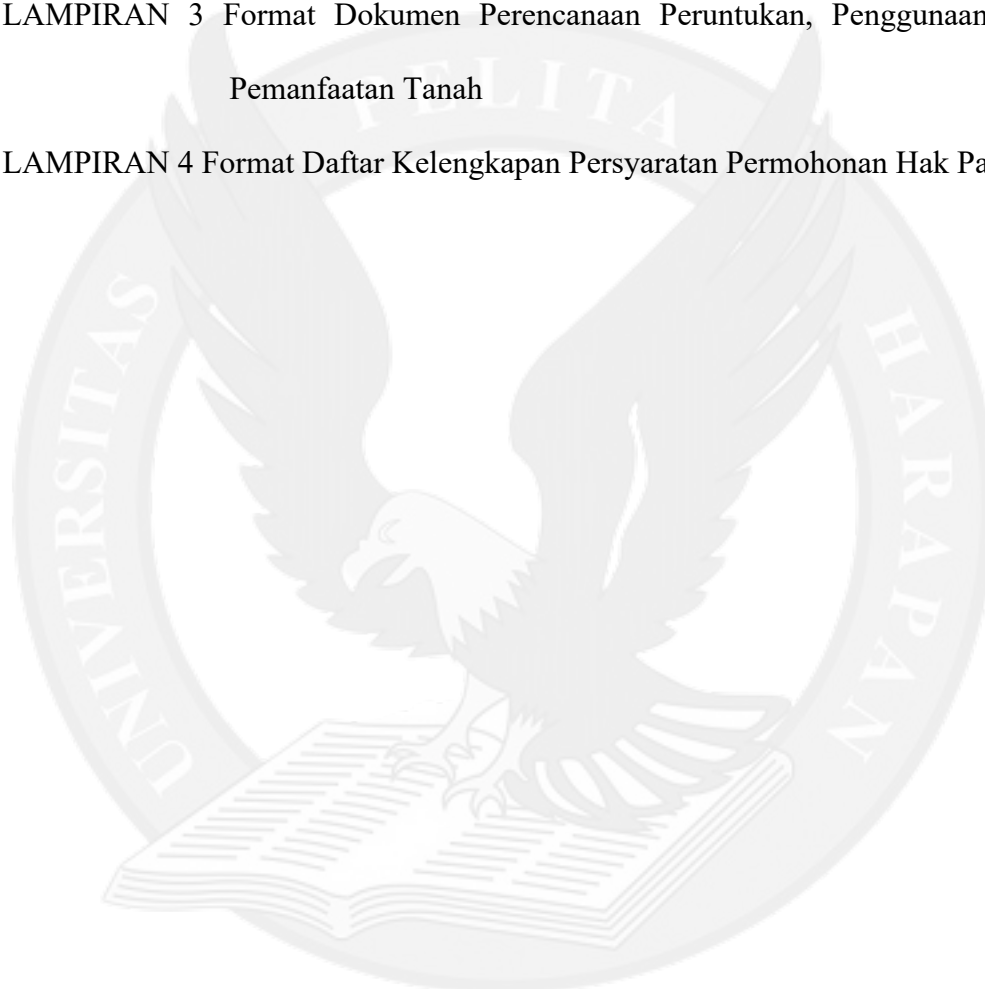 LAMPIRAN 3 Format Dokumen Perencanaan Peruntukan, Penggunaan
Pemanfaatan Tanah
LAMPIRAN 4 Format Daftar Kelengkapan Persyaratan Permohonan Hak Pa
UNIVERSITAS PELITA HARAPAN